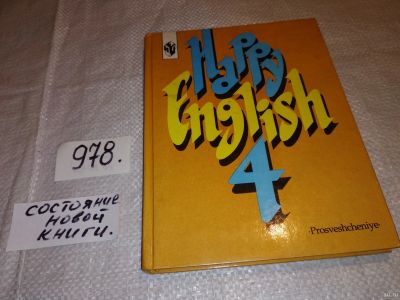 978.
СОСТОЯНИЕ
НОВОЙ
КНИГИ.
Happy
English
4
·Prosveshcheniye·